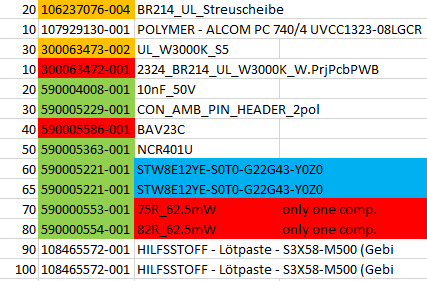 20 106237076-004 BR214_UL_Streuscheibe
10 107929130-001 POLYMER - ALCOM PC 740/4 UVCC1323-08LGCR
30 300063473-002 UL_W3000K_S5
10 300063472-001 2324_BR214_UL_W3000K_W.PrjPcbPWB
20 590004008-001 10nF_50V
30 590005229-001 CON_AMB_PIN_HEADER_2pol
40 590005586-001 BAV23C
50 590005363-001 NCR401U
60 590005221-001 STW8E12YE-S0T0-G22G43-Y0Z0
65 590005221-001 STW8E12YE-S0T0-G22G43-Y0Z0
70 590000553-001 75R_62.5mW only one comp.
80 590000554-001 82R_62.5mW only one comp.
90 108465572-001 HILFSSTOFF - Lötpaste - S3X58-M500 (Gebi
100 108465572-001 HILFSSTOFF - Lötpaste - S3X58-M500 (Gebi